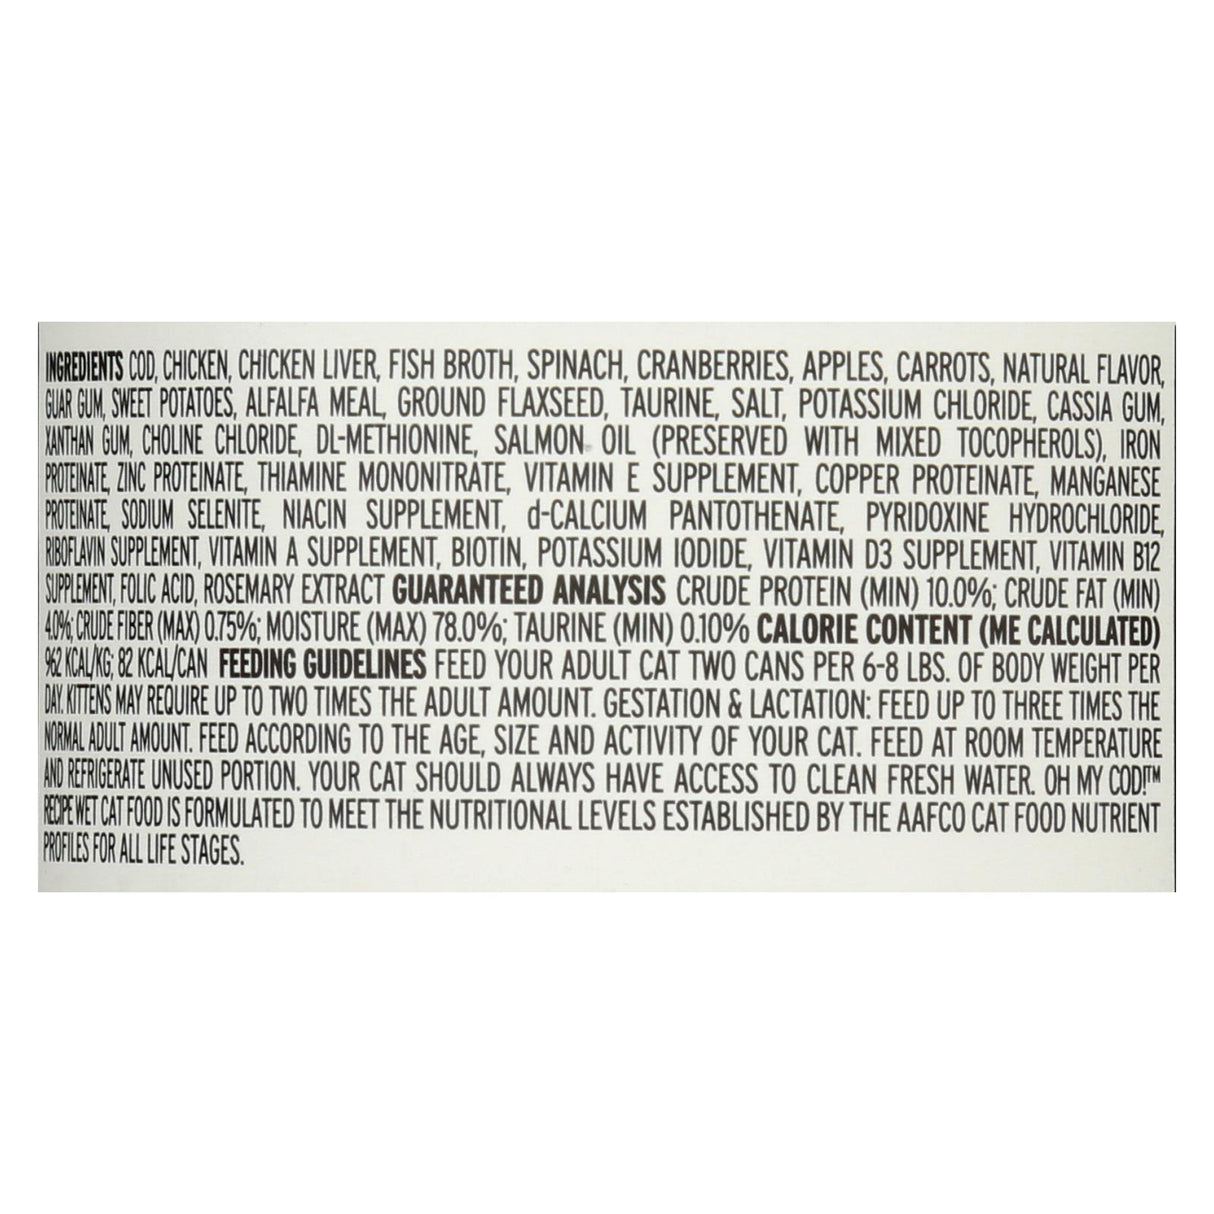 INGREDIENTS COD, CHICKEN, CHICKEN LIVER, FISH BROTH, SPINACH, CRANBERRIES, APPLES, CARROTS, NATURAL FLAVOR,
GUAR GUM, SWEET POTATOES, ALFALFA MEAL, GROUND FLAXSEED, TAURINE, SALT, POTASSIUM CHLORIDE, CASSIA GUM,
XANTHAN GUM, CHOLINE CHLORIDE, DL-METHIONINE, SALMON OIL (PRESERVED WITH MIXED TOCOPHEROLS), IRON
PROTEINATE, ZINC PROTEINATE, THIAMINE MONONITRATE, VITAMIN E SUPPLEMENT, COPPER PROTEINATE, MANGANESE
PROTEINATE, SODIUM SELENITE, NIACIN SUPPLEMENT, d-CALCIUM PANTOTHENATE, PYRIDOXINE HYDROCHLORIDE,
RIBOFLAVIN SUPPLEMENT, VITAMIN A SUPPLEMENT, BIOTIN, POTASSIUM IODIDE, VITAMIN D3 SUPPLEMENT, VITAMIN B12
SUPPLEMENT, FOLIC ACID, ROSEMARY EXTRACT GUARANTEED ANALYSIS CRUDE PROTEIN (MIN) 10.0%; CRUDE FAT (MIN)
4.0%; CRUDE FIBER (MAX) 0.75%; MOISTURE (MAX) 78.0%; TAURINE (MIN) 0.10% CALORIE CONTENT (ME CALCULATED)
962 KCAL/KG; 82 KCAL/CAN FEEDING GUIDELINES FEED YOUR ADULT CAT TWO CANS PER 6-8 LBS. OF BODY WEIGHT PER
DAY. KITTENS MAY REQUIRE UP TO TWO TIMES THE ADULT AMOUNT. GESTATION & LACTATION: FEED UP TO THREE TIMES THE
NORMAL ADULT AMOUNT. FEED ACCORDING TO THE AGE, SIZE AND ACTIVITY OF YOUR CAT. FEED AT ROOM TEMPERATURE
AND REFRIGERATE UNUSED PORTION. YOUR CAT SHOULD ALWAYS HAVE ACCESS TO CLEAN FRESH WATER. OH MY COD!™
RECIPE WET CAT FOOD IS FORMULATED TO MEET THE NUTRITIONAL LEVELS ESTABLISHED BY THE AAFCO CAT FOOD NUTRIENT
PROFILES FOR ALL LIFE STAGES.